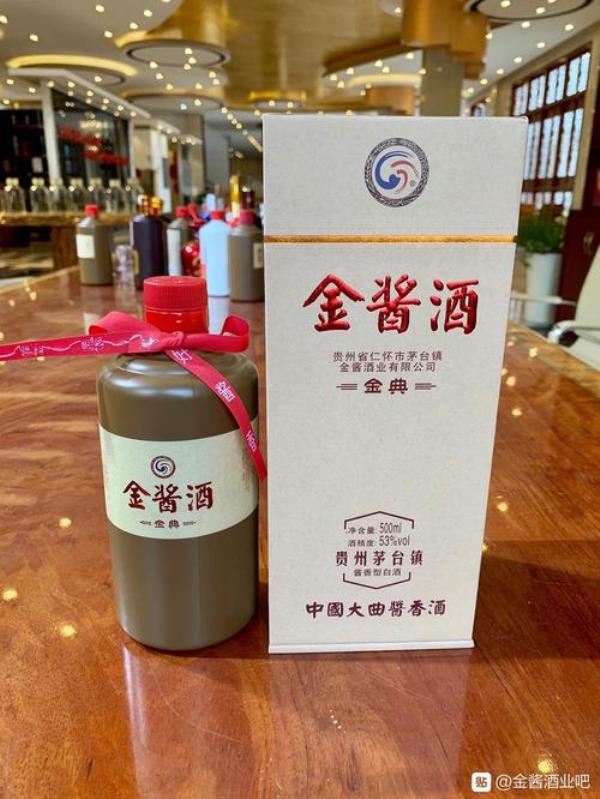 金酱酒
贵州省仁怀市茅台镇
金酱酒业有限公司
金典
净含量:500ml
酒精度:53%vol
贵州茅台镇
酱香型白酒
中國大曲醬香酒
金酱酒
金典
贴 @金酱酒业吧